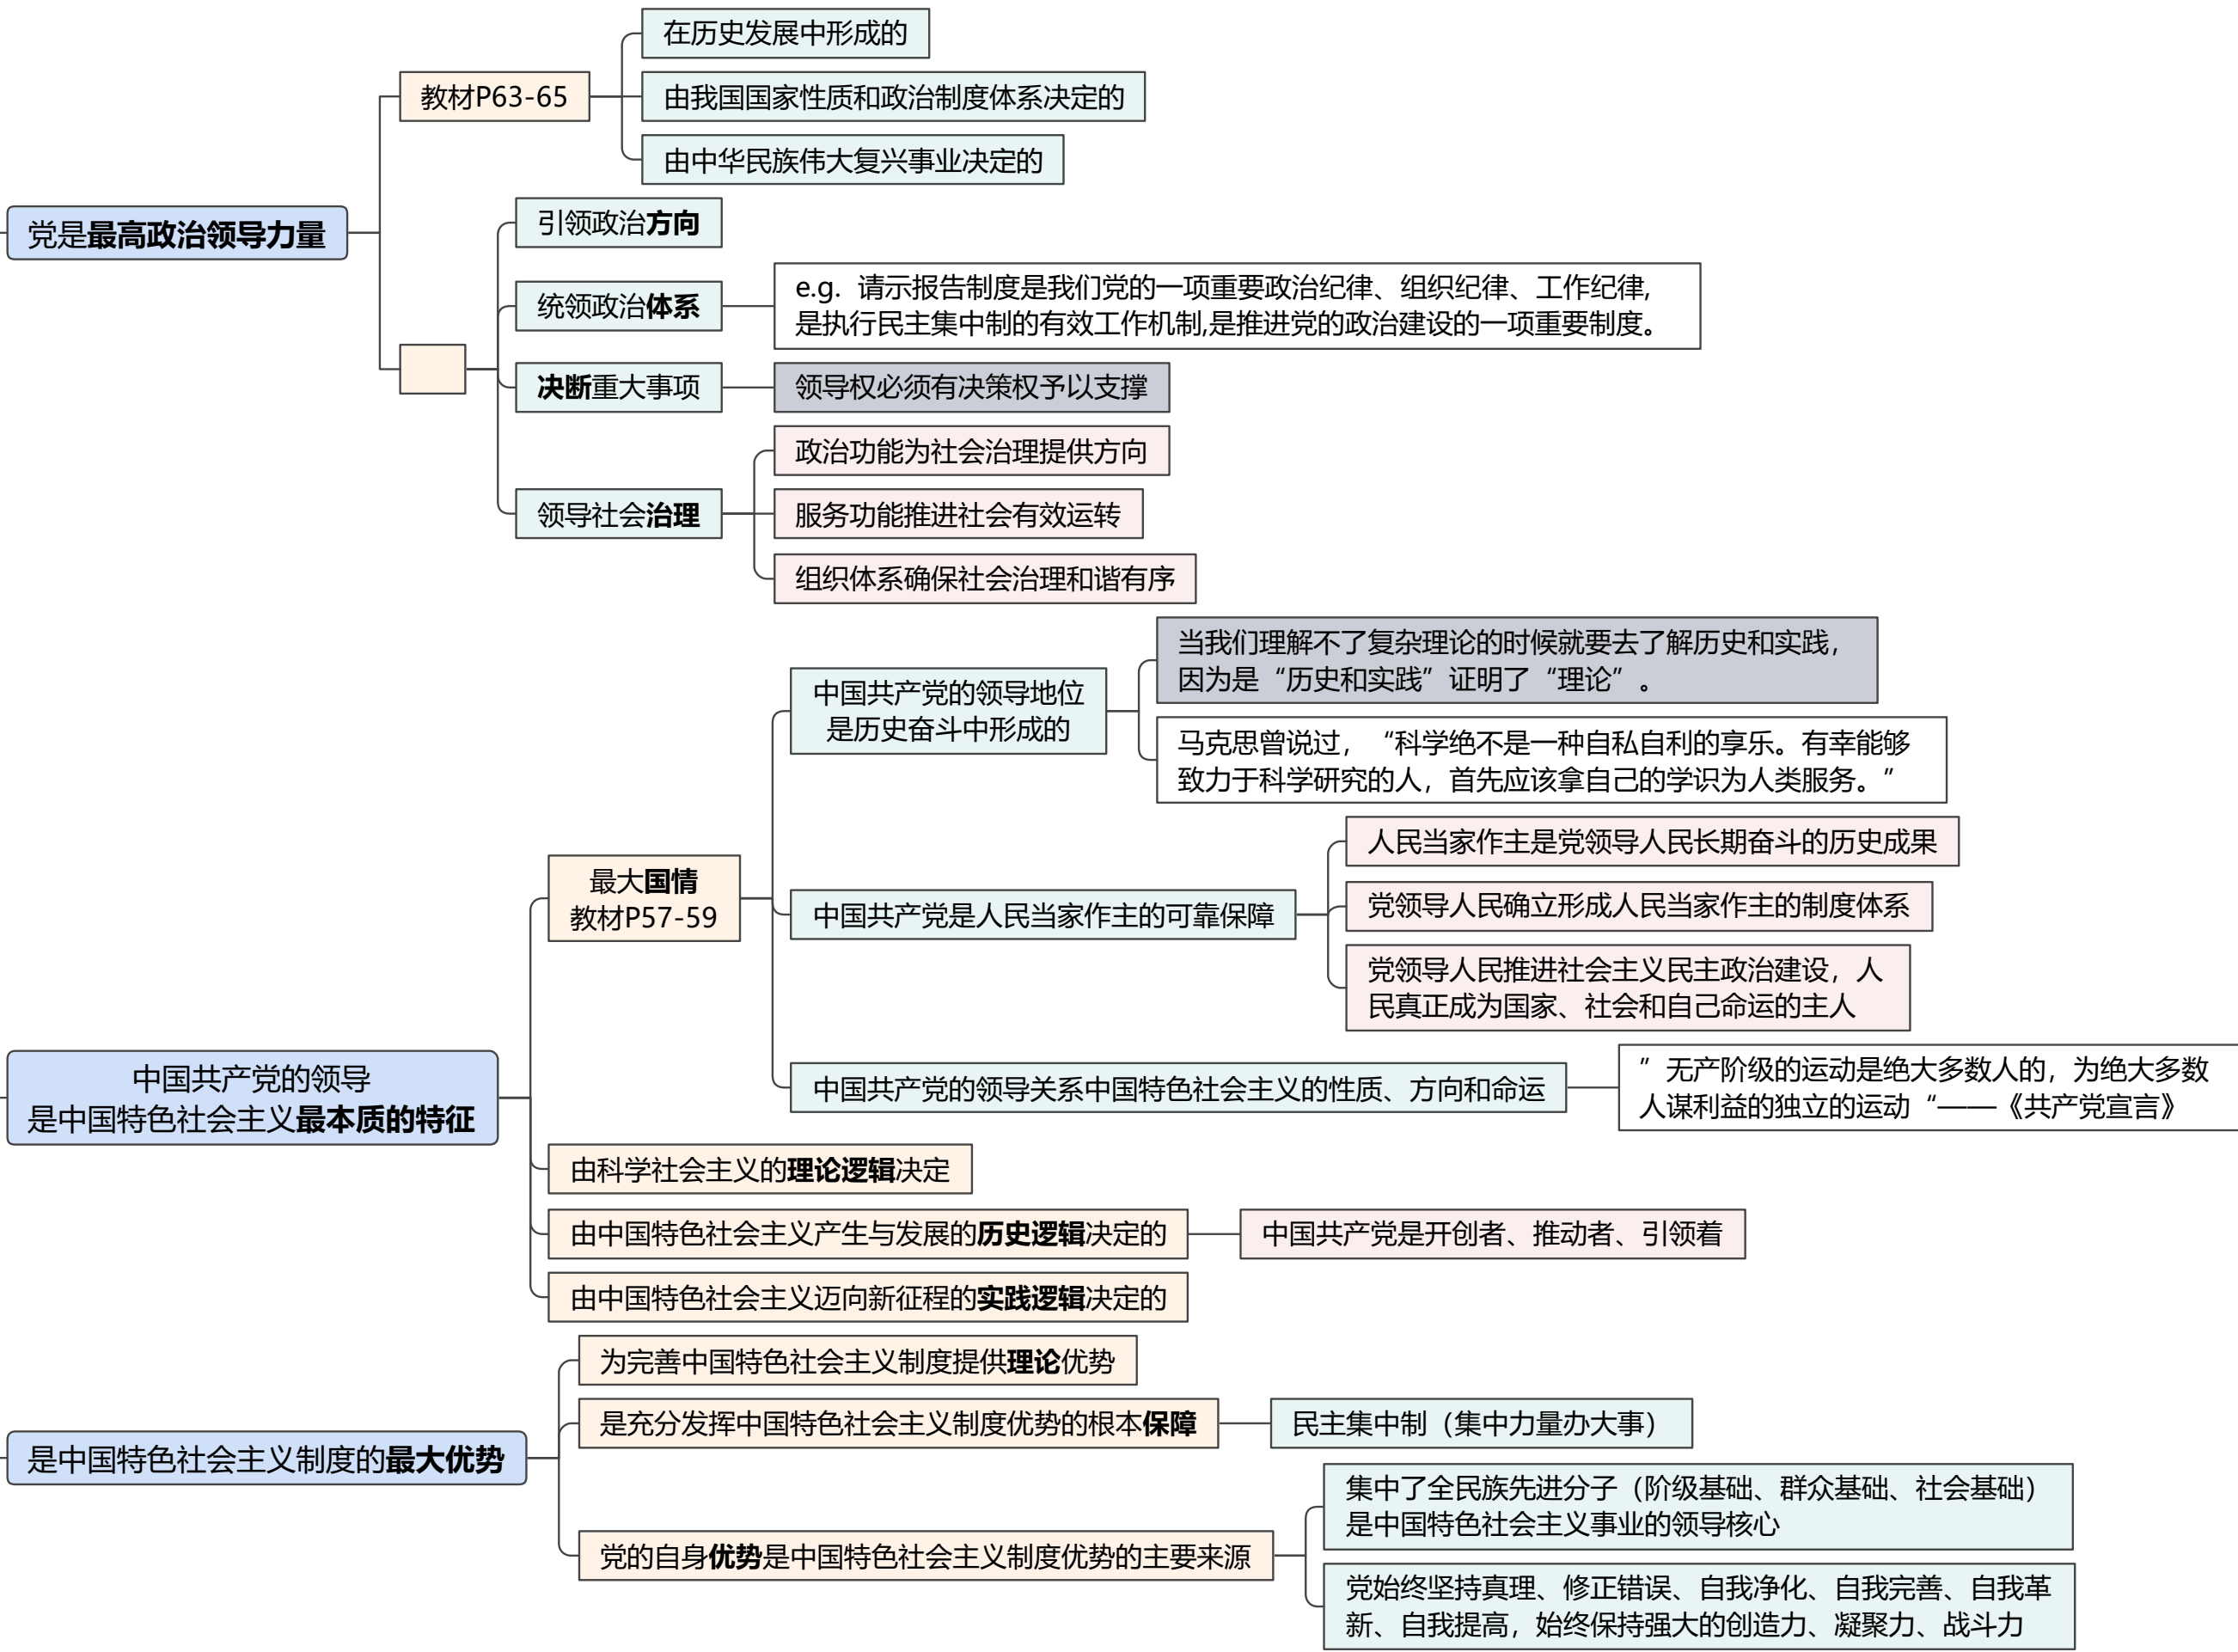 在历史发展中形成的
教材P63-65
由我国国家性质和政治制度体系决定的
由中华民族伟大复兴事业决定的
党是最高政治领导力量
引领政治方向
统领政治体系
e.g. 请示报告制度是我们党的一项重要政治纪律、组织纪律、工作纪律,
是执行民主集中制的有效工作机制,是推进党的政治建设的一项重要制度。
决断重大事项
领导权必须有决策权予以支撑
领导社会治理
政治功能为社会治理提供方向
服务功能推进社会有效运转
组织体系确保社会治理和谐有序
中国共产党的领导
是中国特色社会主义最本质的特征
最大国情
教材P57-59
中国共产党的领导地位
是历史奋斗中形成的
当我们理解不了复杂理论的时候就要去了解历史和实践，
因为是“历史和实践”证明了“理论”。
马克思曾说过，“科学绝不是一种自私自利的享乐。有幸能够
致力于科学研究的人，首先应该拿自己的学识为人类服务。”
中国共产党是人民当家作主的可靠保障
人民当家作主是党领导人民长期奋斗的历史成果
党领导人民确立形成人民当家作主的制度体系
党领导人民推进社会主义民主政治建设，人
民真正成为国家、社会和自己命运的主人
中国共产党的领导关系中国特色社会主义的性质、方向和命运
”无产阶级的运动是绝大多数人的，为绝大多数
人谋利益的独立的运动“——《共产党宣言》
由科学社会主义的理论逻辑决定
由中国特色社会主义产生与发展的历史逻辑决定的
中国共产党是开创者、推动者、引领着
由中国特色社会主义迈向新征程的实践逻辑决定的
是中国特色社会主义制度的最大优势
为完善中国特色社会主义制度提供理论优势
是充分发挥中国特色社会主义制度优势的根本保障
民主集中制（集中力量办大事）
党的自身优势是中国特色社会主义制度优势的主要来源
集中了全民族先进分子（阶级基础、群众基础、社会基础）
是中国特色社会主义事业的领导核心
党始终坚持真理、修正错误、自我净化、自我完善、自我革
新、自我提高，始终保持强大的创造力、凝聚力、战斗力